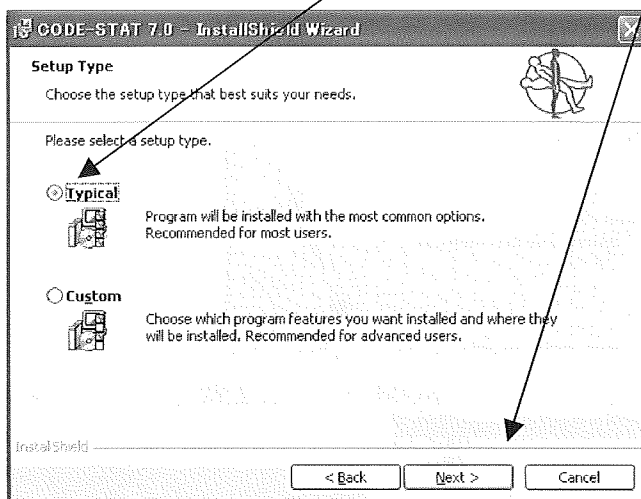 CODE-STAT 7.0 - InstallShield Wizard
Setup Type
Choose the setup type that best suits your needs.
Please select a setup type.
Typical
Program will be installed with the most common options.
Recommended for most users.
Custom
Choose which program features you want installed and where they
will be installed. Recommended for advanced users.
InstallShield
< Back
Next >
Cancel